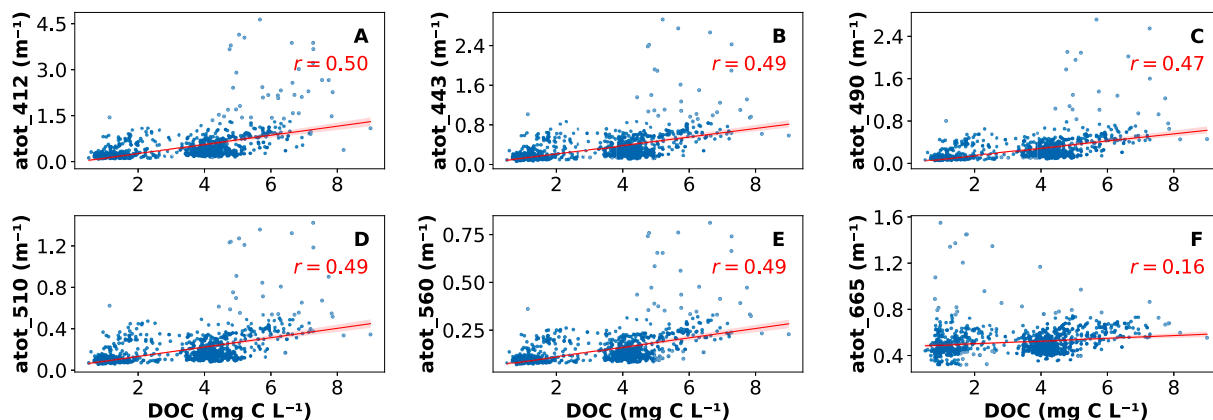 atot_412 (m⁻¹)
4.5
3.0
1.5
0.0
2
4
6
8
A
r = 0.50
atot_443 (m⁻¹)
2.4
1.6
0.8
0.0
2
4
6
8
B
r = 0.49
atot_490 (m⁻¹)
2.4
1.6
0.8
0.0
2
4
6
8
C
r = 0.47
atot_510 (m⁻¹)
1.2
0.8
0.4
0.0
2
4
6
8
DOC (mg C L⁻¹)
D
r = 0.49
atot_560 (m⁻¹)
0.75
0.50
0.25
2
4
6
8
DOC (mg C L⁻¹)
E
r = 0.49
atot_665 (m⁻¹)
1.6
1.2
0.8
0.4
2
4
6
8
DOC (mg C L⁻¹)
F
r = 0.16